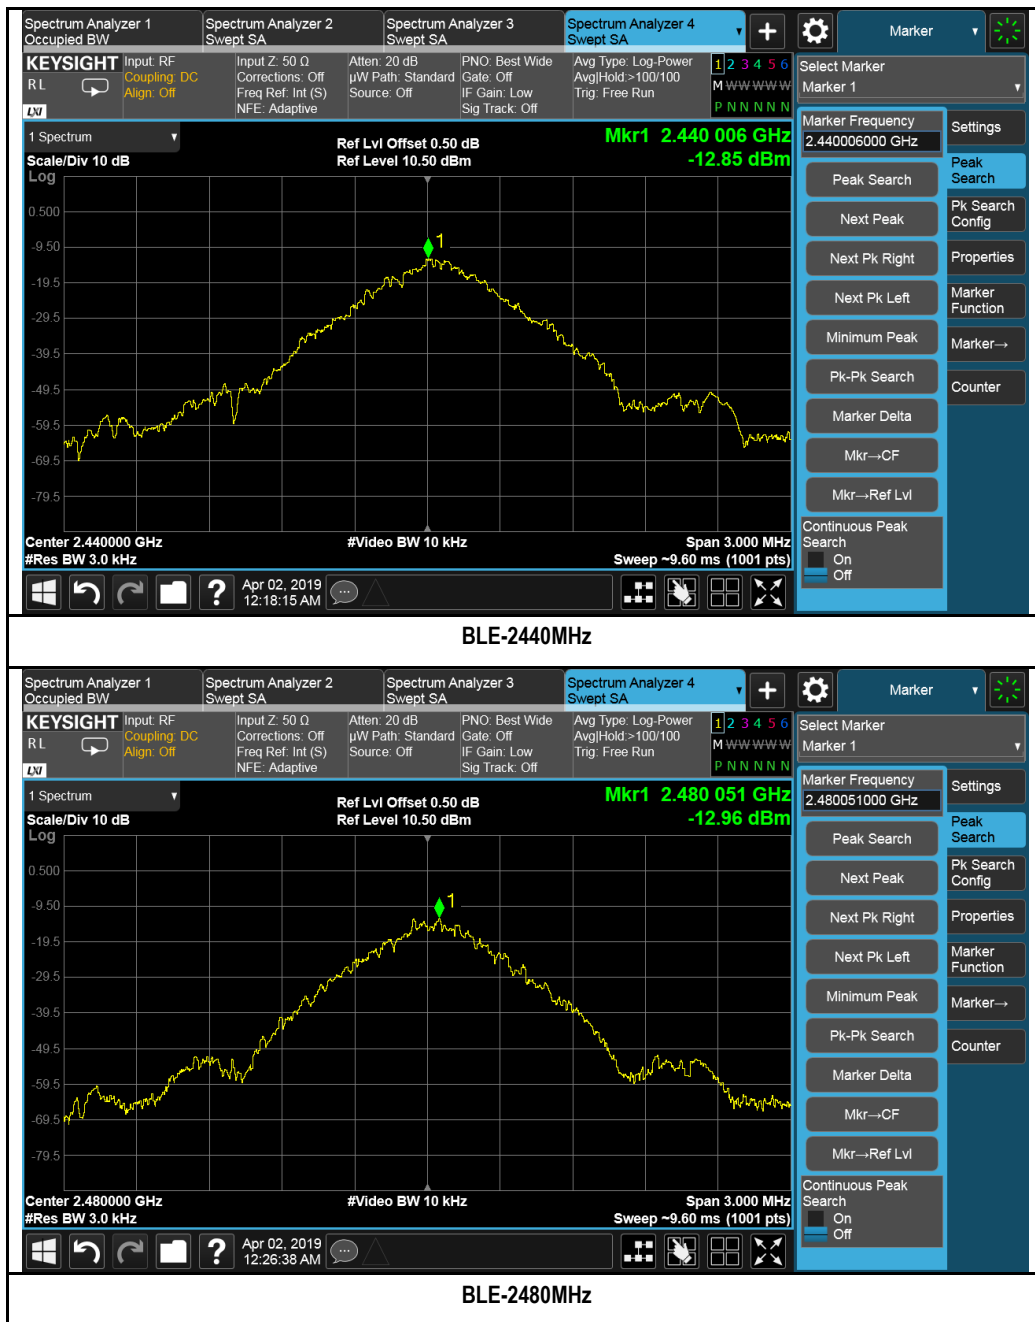 Spectrum Analyzer 1
Occupied BW
Spectrum Analyzer 2
Swept SA
Spectrum Analyzer 3
Swept SA
Spectrum Analyzer 4
Swept SA
Marker
KEYSIGHT
R L
LXI
Input: RF
Coupling: DC
Align: Off
Input Z: 50 Ω
Corrections: Off
Freq Ref: Int (S)
NFE: Adaptive
Atten: 20 dB
µW Path: Standard
Source: Off
PNO: Best Wide
Gate: Off
IF Gain: Low
Sig Track: Off
Avg Type: Log-Power
Avg|Hold:>100/100
Trig: Free Run
1 2 3 4 5 6
M W W W W W
P N N N N N
Select Marker
Marker 1
1 Spectrum
Scale/Div 10 dB
Log
Ref Lvl Offset 0.50 dB
Ref Level 10.50 dBm
Mkr1 2.440 006 GHz
-12.85 dBm
0.500
-9.50
-19.5
-29.5
-39.5
-49.5
-59.5
-69.5
-79.5
1
Center 2.440000 GHz
#Res BW 3.0 kHz
#Video BW 10 kHz
Span 3.000 MHz
Sweep ~9.60 ms (1001 pts)
Marker Frequency
2.440006000 GHz
Peak Search
Next Peak
Next Pk Right
Next Pk Left
Minimum Peak
Pk-Pk Search
Marker Delta
Mkr→CF
Mkr→Ref Lvl
Continuous Peak
Search
On
Off
Settings
Peak
Search
Pk Search
Config
Properties
Marker
Function
Marker→
Counter
?
Apr 02, 2019
12:18:15 AM
BLE-2440MHz
Spectrum Analyzer 1
Occupied BW
Spectrum Analyzer 2
Swept SA
Spectrum Analyzer 3
Swept SA
Spectrum Analyzer 4
Swept SA
Marker
KEYSIGHT
R L
LXI
Input: RF
Coupling: DC
Align: Off
Input Z: 50 Ω
Corrections: Off
Freq Ref: Int (S)
NFE: Adaptive
Atten: 20 dB
µW Path: Standard
Source: Off
PNO: Best Wide
Gate: Off
IF Gain: Low
Sig Track: Off
Avg Type: Log-Power
Avg|Hold:>100/100
Trig: Free Run
1 2 3 4 5 6
M W W W W W
P N N N N N
Select Marker
Marker 1
1 Spectrum
Scale/Div 10 dB
Log
Ref Lvl Offset 0.50 dB
Ref Level 10.50 dBm
Mkr1 2.480 051 GHz
-12.96 dBm
0.500
-9.50
-19.5
-29.5
-39.5
-49.5
-59.5
-69.5
-79.5
1
Center 2.480000 GHz
#Res BW 3.0 kHz
#Video BW 10 kHz
Span 3.000 MHz
Sweep ~9.60 ms (1001 pts)
Marker Frequency
2.480051000 GHz
Peak Search
Next Peak
Next Pk Right
Next Pk Left
Minimum Peak
Pk-Pk Search
Marker Delta
Mkr→CF
Mkr→Ref Lvl
Continuous Peak
Search
On
Off
Settings
Peak
Search
Pk Search
Config
Properties
Marker
Function
Marker→
Counter
?
Apr 02, 2019
12:26:38 AM
BLE-2480MHz